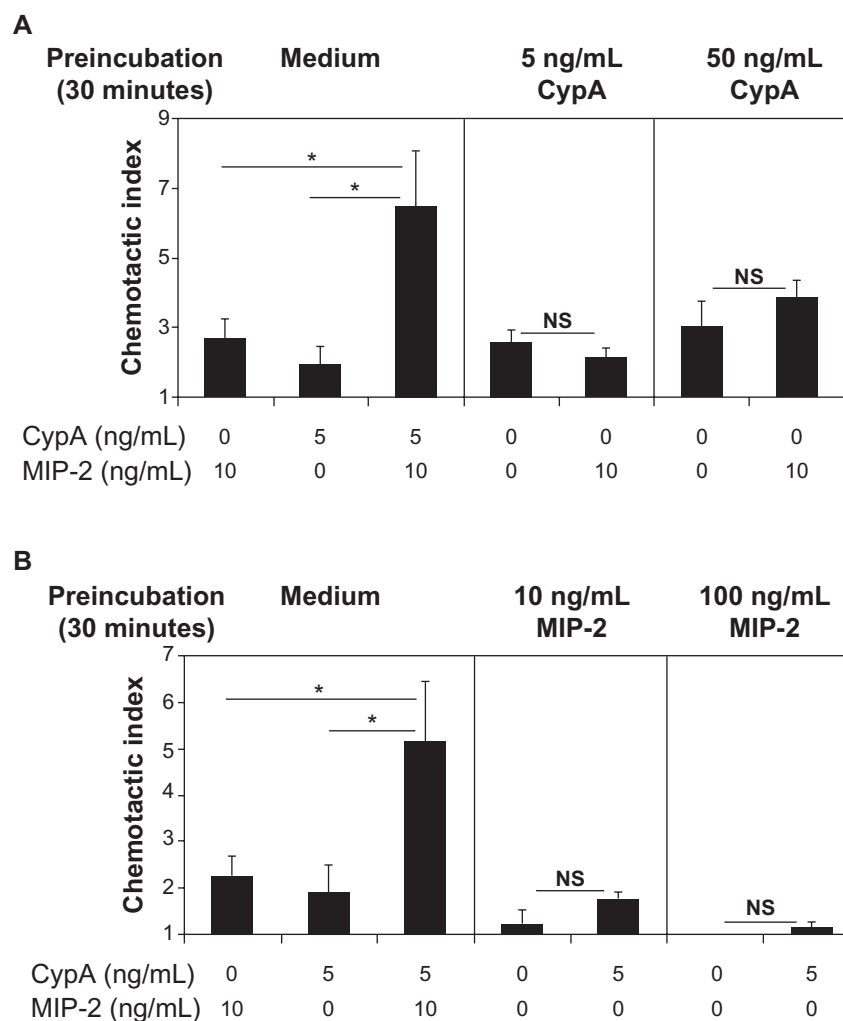 A
Preincubation Medium 5 ng/mL 50 ng/mL
(30 minutes) CypA CypA
9
7
5
3
1
Chemotactic index
*
*
NS
NS
CypA (ng/mL) 0 5 5 0 0 0 0
MIP-2 (ng/mL) 10 0 10 0 10 0 10
B
Preincubation Medium 10 ng/mL 100 ng/mL
(30 minutes) MIP-2 MIP-2
7
6
5
4
3
2
1
Chemotactic index
*
*
NS
NS
CypA (ng/mL) 0 5 5 0 5 0 5
MIP-2 (ng/mL) 10 0 10 0 0 0 0